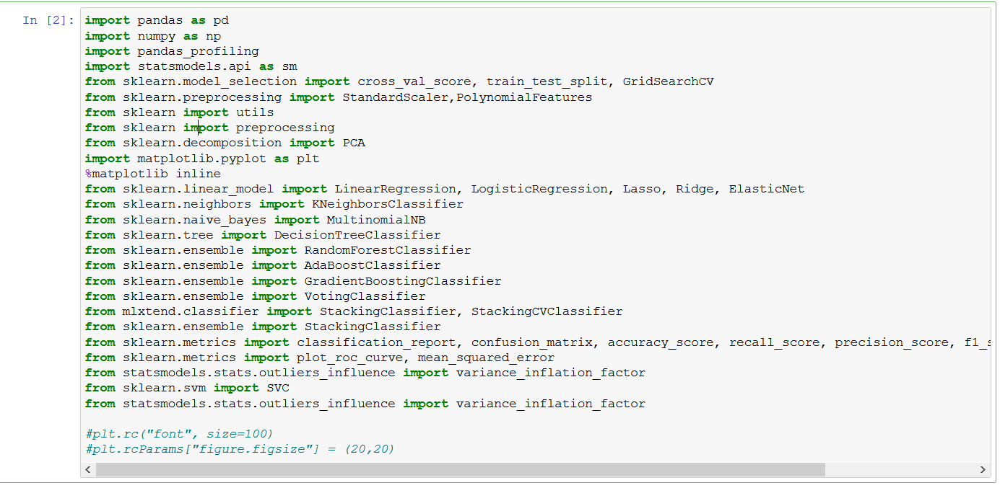 In [2]:
import pandas as pd
import numpy as np
import pandas_profiling
import statsmodels.api as sm
from sklearn.model_selection import cross_val_score, train_test_split, GridSearchCV
from sklearn.preprocessing import StandardScaler,PolynomialFeatures
from sklearn import utils
from sklearn import preprocessing
from sklearn.decomposition import PCA
import matplotlib.pyplot as plt
%matplotlib inline
from sklearn.linear_model import LinearRegression, LogisticRegression, Lasso, Ridge, ElasticNet
from sklearn.neighbors import KNeighborsClassifier
from sklearn.naive_bayes import MultinomialNB
from sklearn.tree import DecisionTreeClassifier
from sklearn.ensemble import RandomForestClassifier
from sklearn.ensemble import AdaBoostClassifier
from sklearn.ensemble import GradientBoostingClassifier
from sklearn.ensemble import VotingClassifier
from mlxtend.classifier import StackingClassifier, StackingCVClassifier
from sklearn.ensemble import StackingClassifier
from sklearn.metrics import classification_report, confusion_matrix, accuracy_score, recall_score, precision_score, f1_s
from sklearn.metrics import plot_roc_curve, mean_squared_error
from statsmodels.stats.outliers_influence import variance_inflation_factor
from sklearn.svm import SVC
from statsmodels.stats.outliers_influence import variance_inflation_factor
#plt.rc("font", size=100)
#plt.rcParams["figure.figsize"] = (20,20)